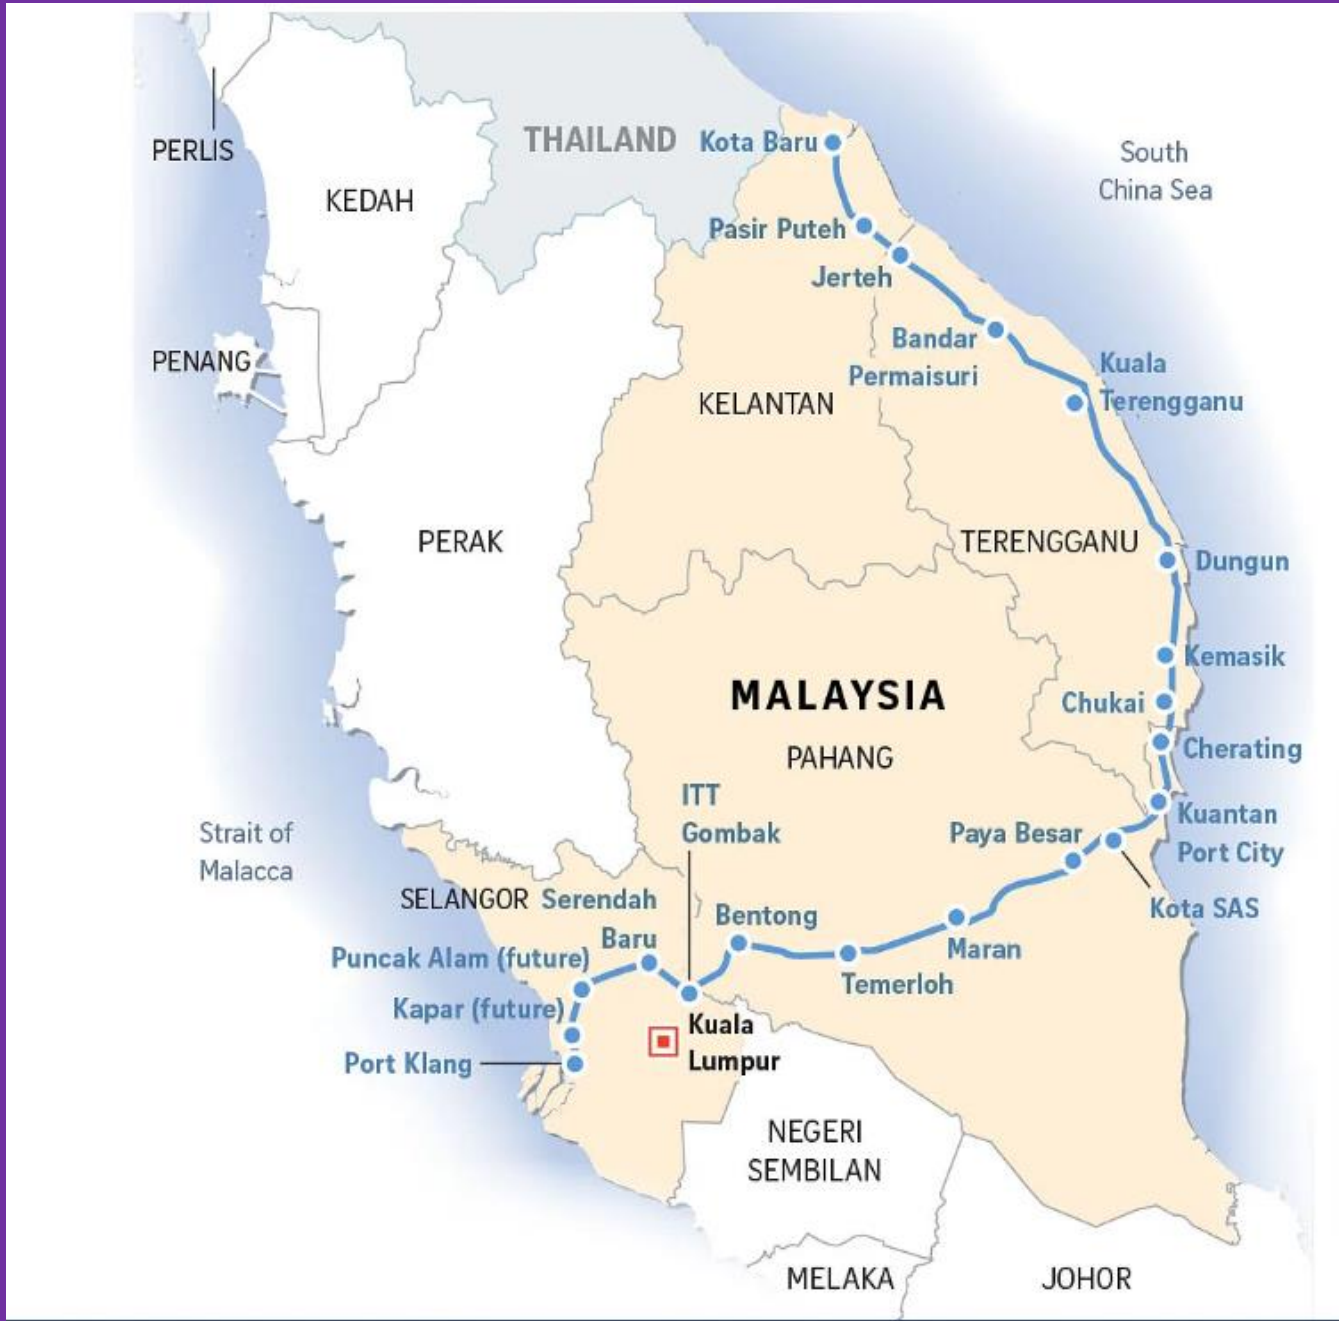 THAILAND
Kota Baru
PERLIS
South
China Sea
KEDAH
Pasir Puteh
Jerteh
Bandar
Permaisuri
PENANG
Kuala
Terengganu
KELANTAN
PERAK
TERENGGANU
Dungun
Kemasik
MALAYSIA
Chukai
Cherating
PAHANG
ITT
Gombak
Kuantan
Port City
Strait of
Malacca
Paya Besar
SELANGOR
Serendah
Baru
Bentong
Kota SAS
Puncak Alam (future)
Maran
Temerloh
Kapar (future)
Kuala
Lumpur
Port Klang
NEGERI
SEMBILAN
MELAKA
JOHOR